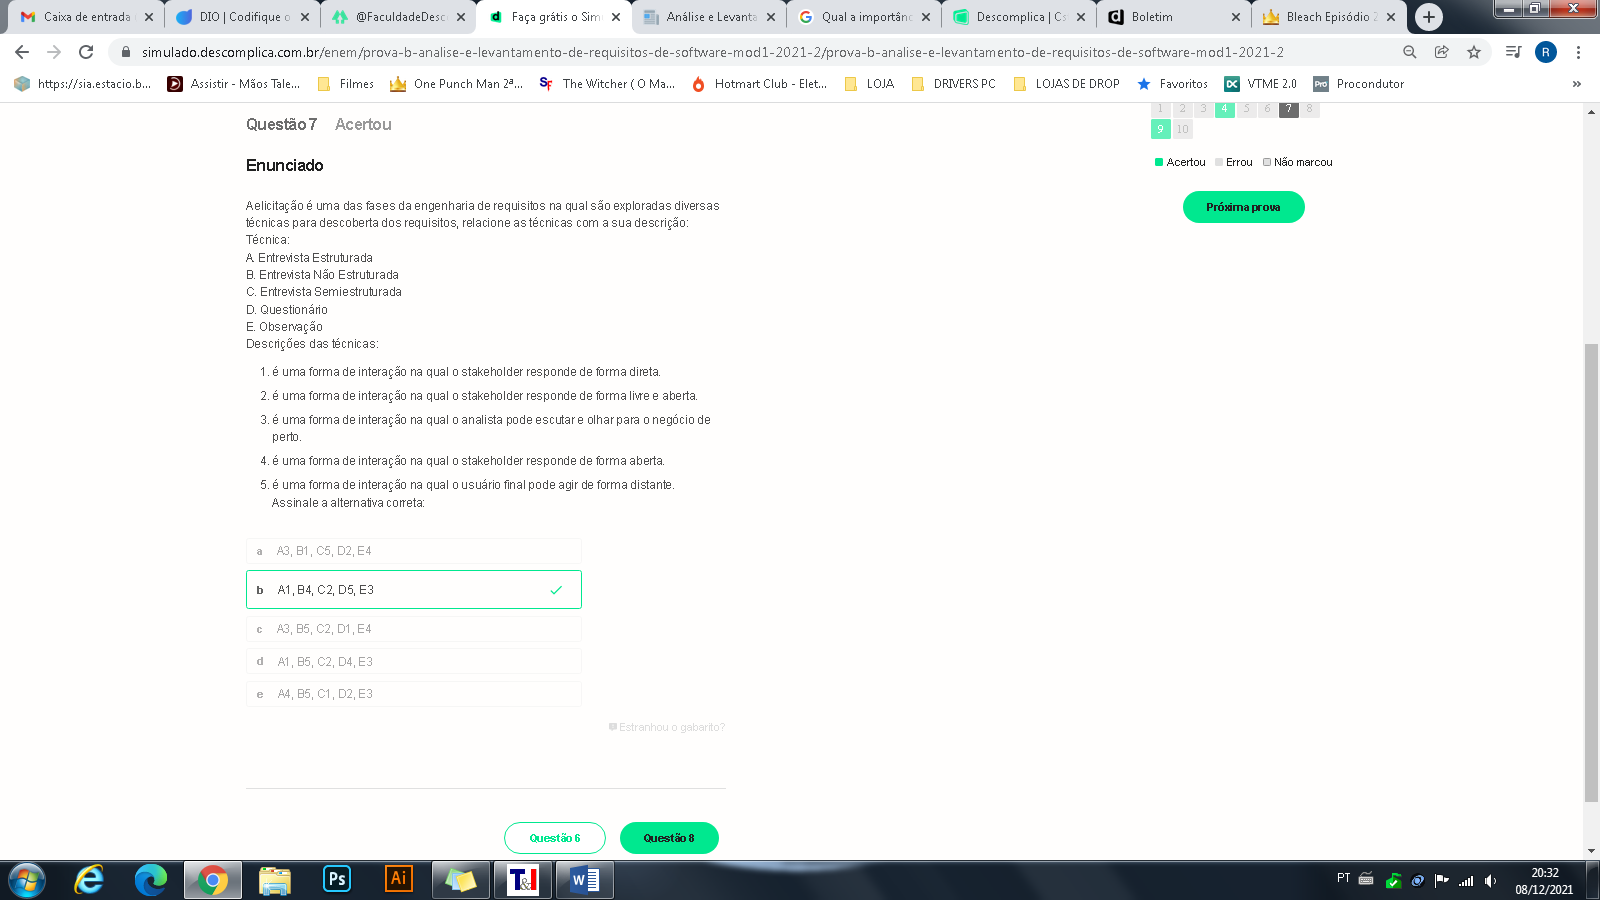 Caixa de entrada
DIO | Codifique o
@FaculdadeDesc
Faça grátis o Sim
Análise e Levanta
Qual a importânc
Descomplica | Cs
Boletim
Bleach Episódio 2
simulado.descomplica.com.br/enem/prova-b-analise-e-levantamento-de-requisitos-de-software-mod1-2021-2/prova-b-analise-e-levantamento-de-requisitos-de-software-mod1-2021-2
R
https://sia.estacio.b...
Assistir - Mãos Tale...
Filmes
One Punch Man 2ª...
SF The Witcher ( O Ma...
Hotmart Club - Elet...
LOJA
DRIVERS PC
LOJAS DE DROP
Favoritos
DC VTME 2.0
Pro Procondutor
»
1 2 3 4 5 6 7 8
9 10
Acertou Errou Não marcou
Próxima prova
Questão 7 Acertou
Enunciado
A elicitação é uma das fases da engenharia de requisitos na qual são exploradas diversas
técnicas para descoberta dos requisitos, relacione as técnicas com a sua descrição:
Técnica:
A. Entrevista Estruturada
B. Entrevista Não Estruturada
C. Entrevista Semiestruturada
D. Questionário
E. Observação
Descrições das técnicas:
1. é uma forma de interação na qual o stakeholder responde de forma direta.
2. é uma forma de interação na qual o stakeholder responde de forma livre e aberta.
3. é uma forma de interação na qual o analista pode escutar e olhar para o negócio de
perto.
4. é uma forma de interação na qual o stakeholder responde de forma aberta.
5. é uma forma de interação na qual o usuário final pode agir de forma distante.
Assinale a alternativa correta:
a A3, B1, C5, D2, E4
b A1, B4, C2, D5, E3
c A3, B5, C2, D1, E4
d A1, B5, C2, D4, E3
e A4, B5, C1, D2, E3
Estranhou o gabarito?
Questão 6
Questão 8
Ps
Ai
T&I
W
PT
20:32
08/12/2021